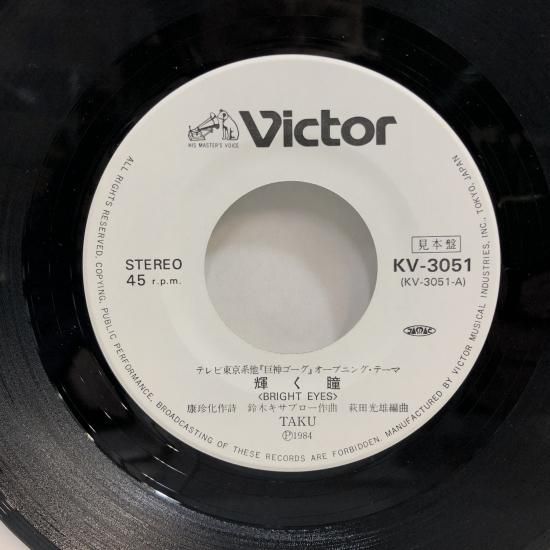 Victor
HIS MASTER'S VOICE
見本盤
STEREO
45 r.p.m.
KV-3051
(KV-3051-A)
JASRAC
テレビ東京系他『巨神ゴーグ』オープニング・テーマ
輝く瞳
〈BRIGHT EYES〉
康珍化作詩 鈴木キサブロー作曲 萩田光雄編曲
TAKU
Ⓟ1984
ALL RIGHTS RESERVED. COPYING, PUBLIC PERFORMANCE, BROADCASTING OF THESE RECORDS ARE FORBIDDEN. MANUFACTURED BY VICTOR MUSICAL INDUSTRIES, INC., TOKYO, JAPAN